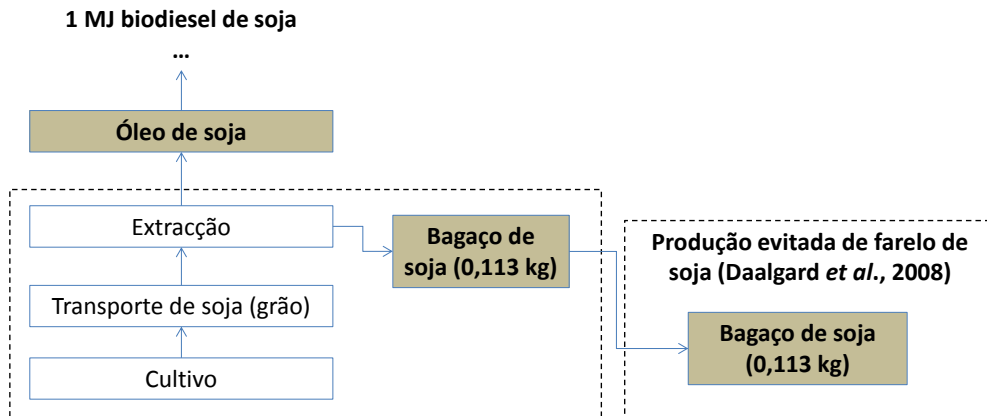 1 MJ biodiesel de soja
...
Óleo de soja
Extracção
Bagaço de
soja (0,113 kg)
Transporte de soja (grão)
Cultivo
Produção evitada de farelo de
soja (Daalgard et al., 2008)
Bagaço de soja
(0,113 kg)